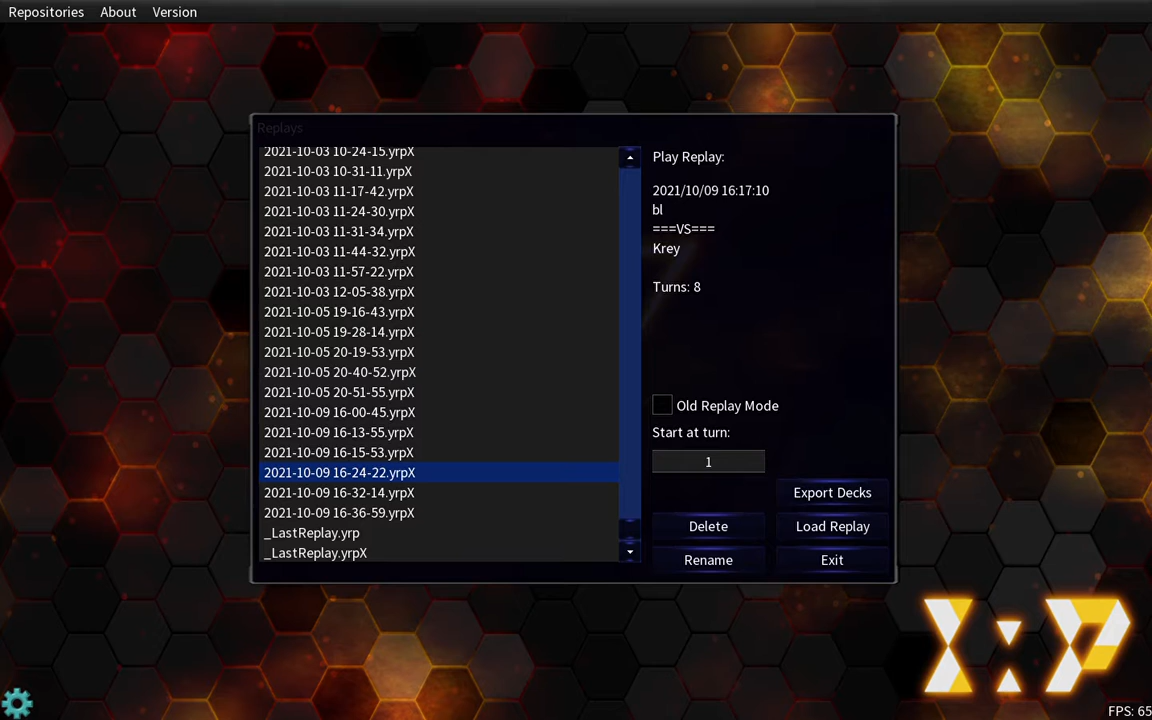 Repositories About Version
Replays
2021-10-03 10-24-15.yrpX
2021-10-03 10-31-11.yrpX
2021-10-03 11-17-42.yrpX
2021-10-03 11-24-30.yrpX
2021-10-03 11-31-34.yrpX
2021-10-03 11-44-32.yrpX
2021-10-03 11-57-22.yrpX
2021-10-03 12-05-38.yrpX
2021-10-05 19-16-43.yrpX
2021-10-05 19-28-14.yrpX
2021-10-05 20-19-53.yrpX
2021-10-05 20-40-52.yrpX
2021-10-05 20-51-55.yrpX
2021-10-09 16-00-45.yrpX
2021-10-09 16-13-55.yrpX
2021-10-09 16-15-53.yrpX
2021-10-09 16-24-22.yrpX
2021-10-09 16-32-14.yrpX
2021-10-09 16-36-59.yrpX
_LastReplay.yrp
_LastReplay.yrpX
Play Replay:
2021/10/09 16:17:10
bl
===VS===
Krey
Turns: 8
Old Replay Mode
Start at turn:
1
Export Decks
Delete Load Replay
Rename Exit
X:P
FPS: 65